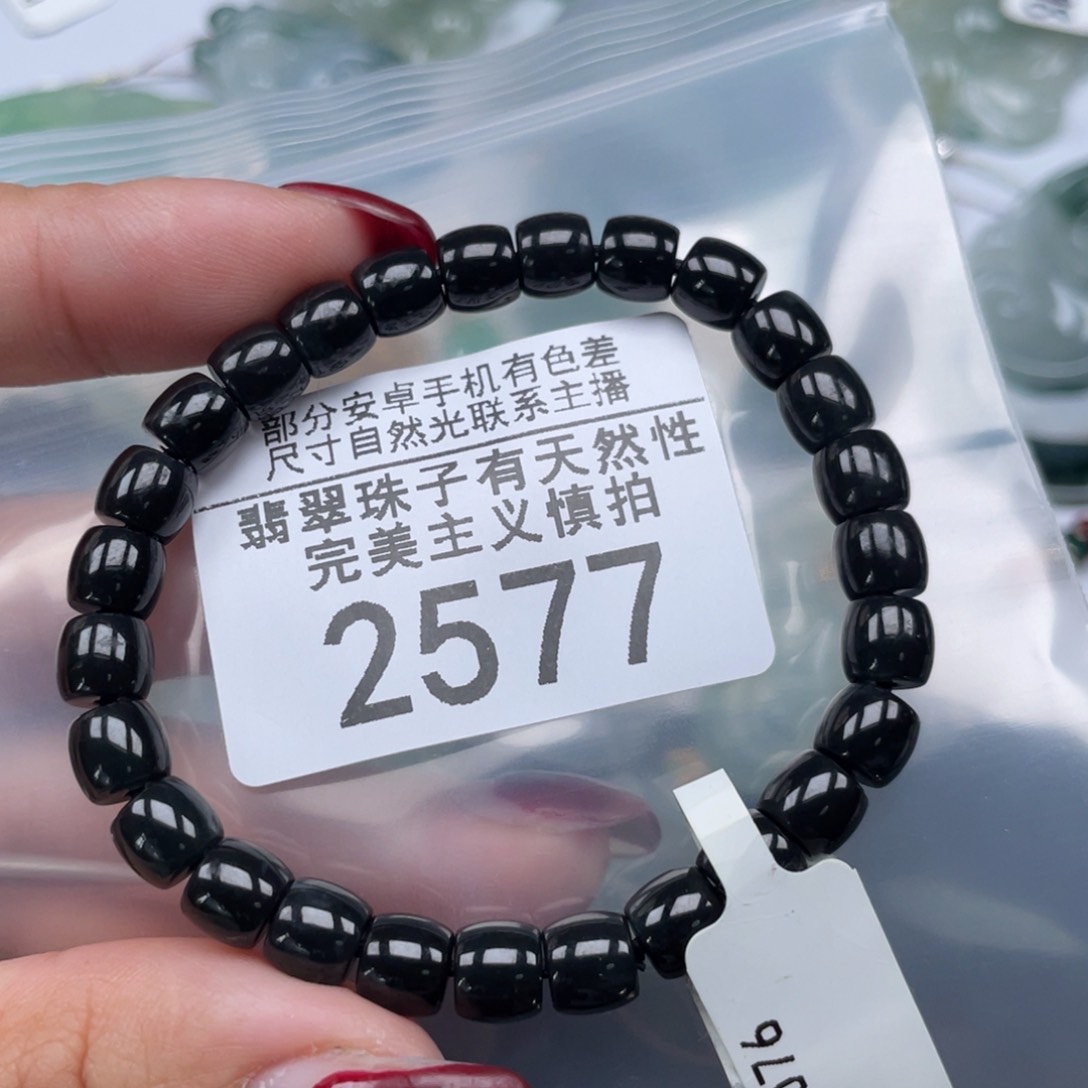 部分安卓手机有色差
尺寸自然光联系主播
翡翠珠子有天然性
完美主义慎拍
2577